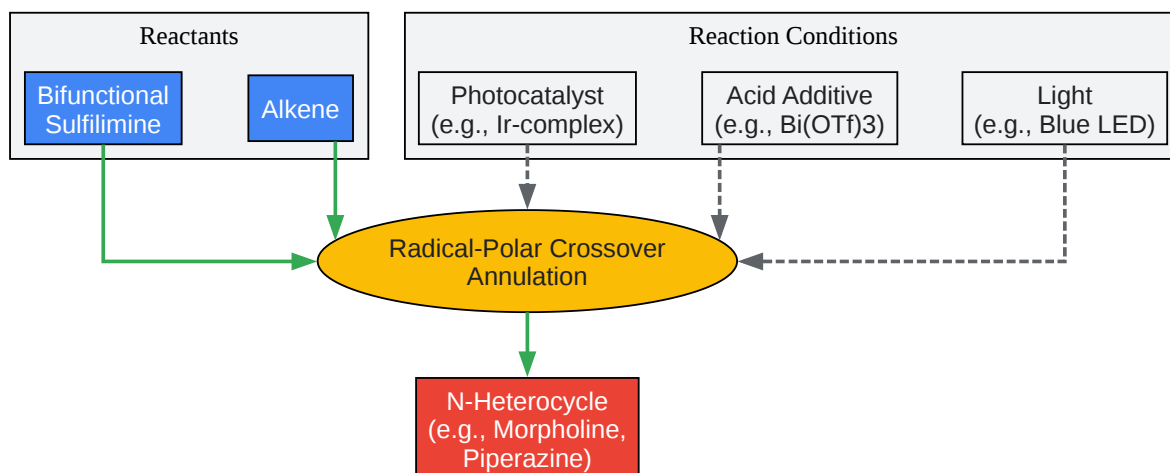 Reactants
Reaction Conditions
Bifunctional
Sulfilimine
Alkene
Photocatalyst
(e.g., Ir-complex)
Acid Additive
(e.g., Bi(OTf)3)
Light
(e.g., Blue LED)
Radical-Polar Crossover
Annulation
N-Heterocycle
(e.g., Morpholine,
Piperazine)